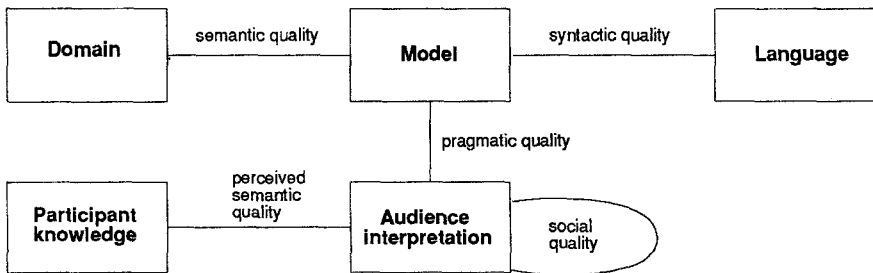 Domain
semantic quality
Model
syntactic quality
Language
pragmatic quality
Participant
knowledge
perceived
semantic
quality
Audience
interpretation
social
quality